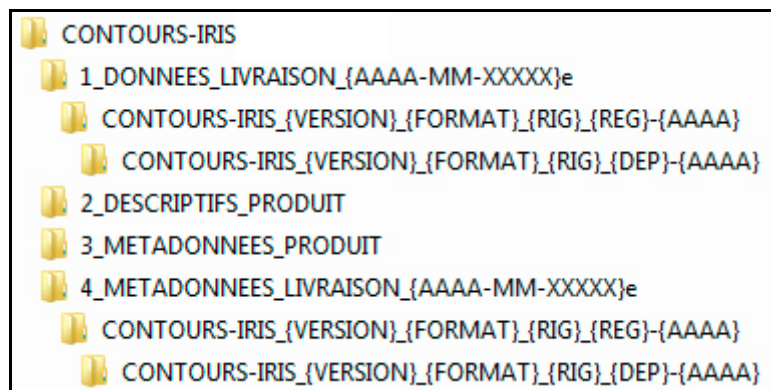 CONTOURS-IRIS
1_DONNEES_LIVRAISON_{AAAA-MM-XXXXX}e
CONTOURS-IRIS_{VERSION}_{FORMAT}_{RIG}_{REG}-{AAAA}
CONTOURS-IRIS_{VERSION}_{FORMAT}_{RIG}_{DEP}-{AAAA}
2_DESCRIPTIFS_PRODUIT
3_METADONNEES_PRODUIT
4_METADONNEES_LIVRAISON_{AAAA-MM-XXXXX}e
CONTOURS-IRIS_{VERSION}_{FORMAT}_{RIG}_{REG}-{AAAA}
CONTOURS-IRIS_{VERSION}_{FORMAT}_{RIG}_{DEP}-{AAAA}